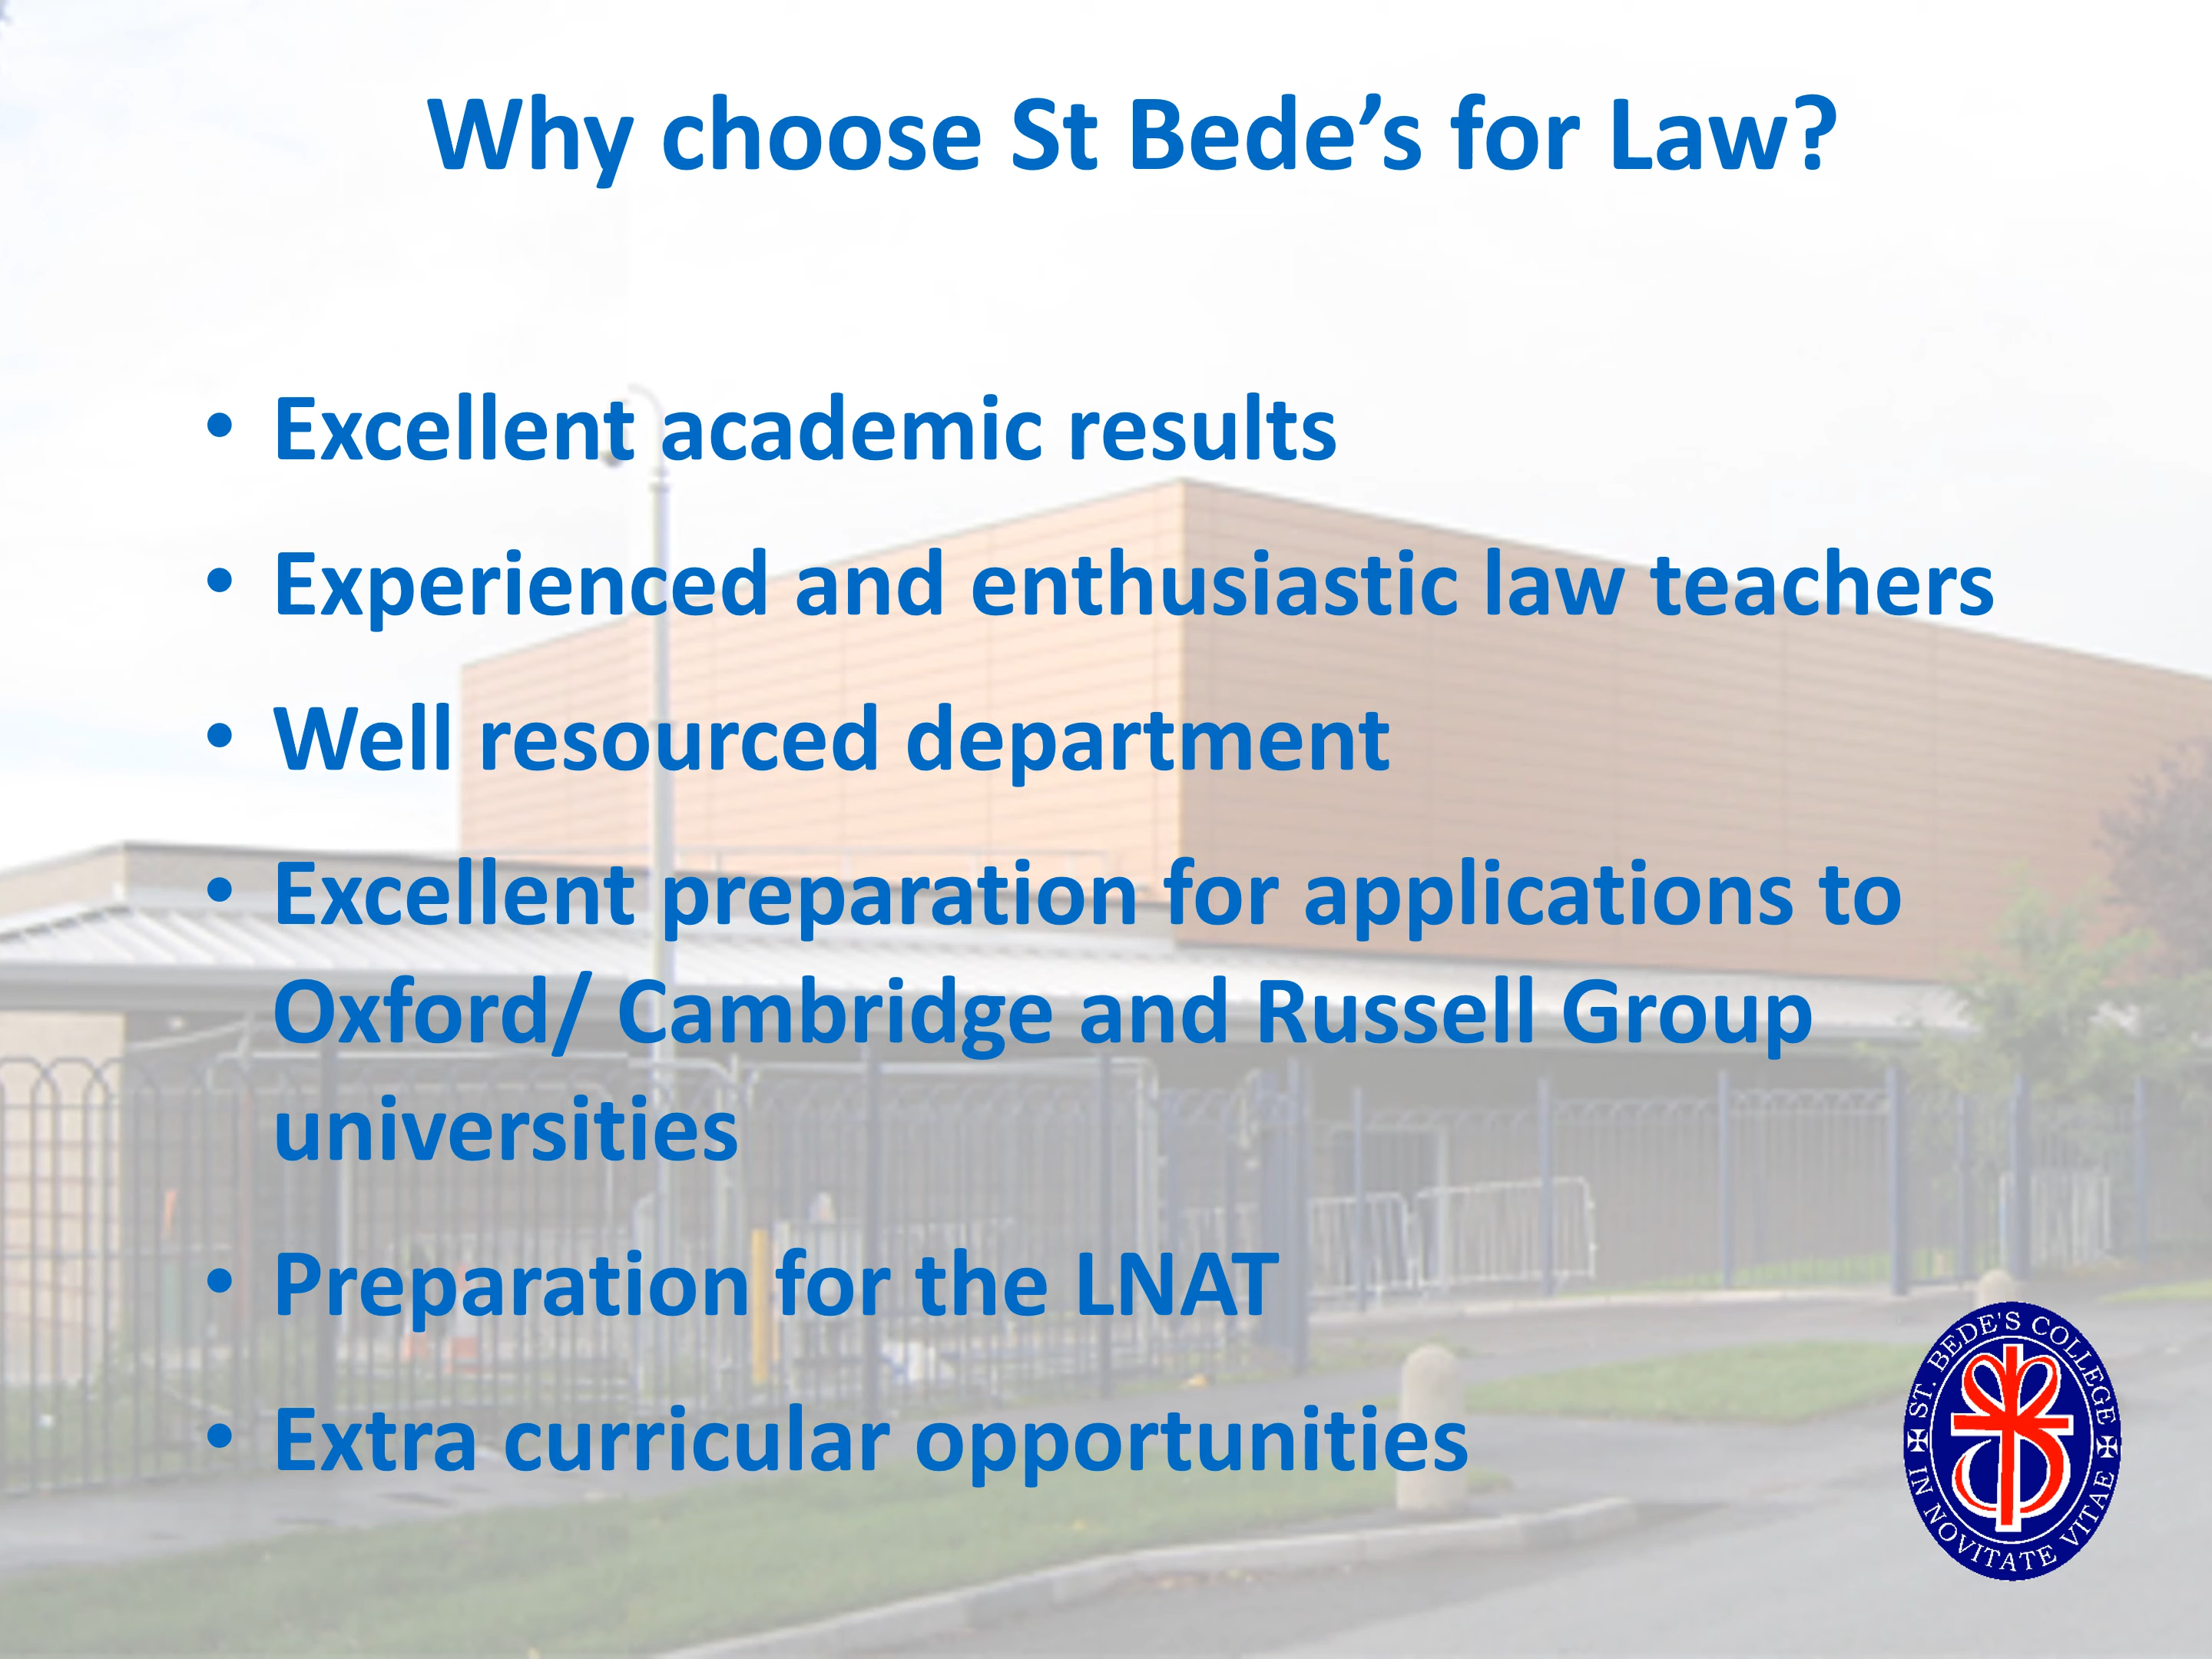 Why choose St Bede’s for Law?
• Excellent academic results
• Experienced and enthusiastic law teachers
• Well resourced department
• Excellent preparation for applications to
Oxford/ Cambridge and Russell Group
universities
• Preparation for the LNAT
• Extra curricular opportunities
ST. BEDE'S COLLEGE
IN NOVITATE VITAE